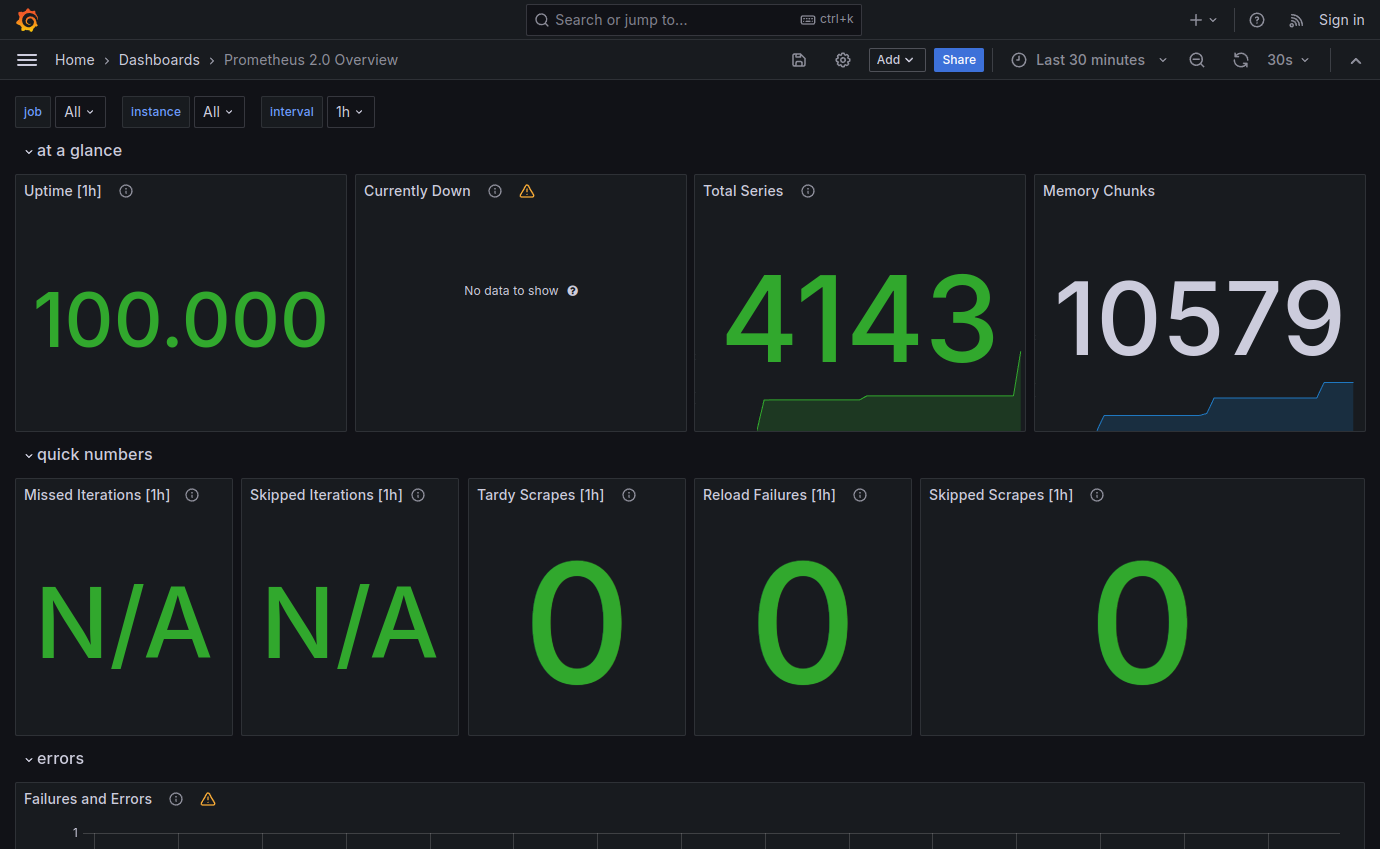 Search or jump to...
ctrl+k
Sign in
Home
Dashboards
Prometheus 2.0 Overview
Add
Share
Last 30 minutes
30s
job
All
instance
All
interval
1h
at a glance
Uptime [1h]
Currently Down
Total Series
Memory Chunks
100.000
No data to show
4143
10579
quick numbers
Missed Iterations [1h]
Skipped Iterations [1h]
Tardy Scrapes [1h]
Reload Failures [1h]
Skipped Scrapes [1h]
N/A
N/A
0
0
0
errors
Failures and Errors
1